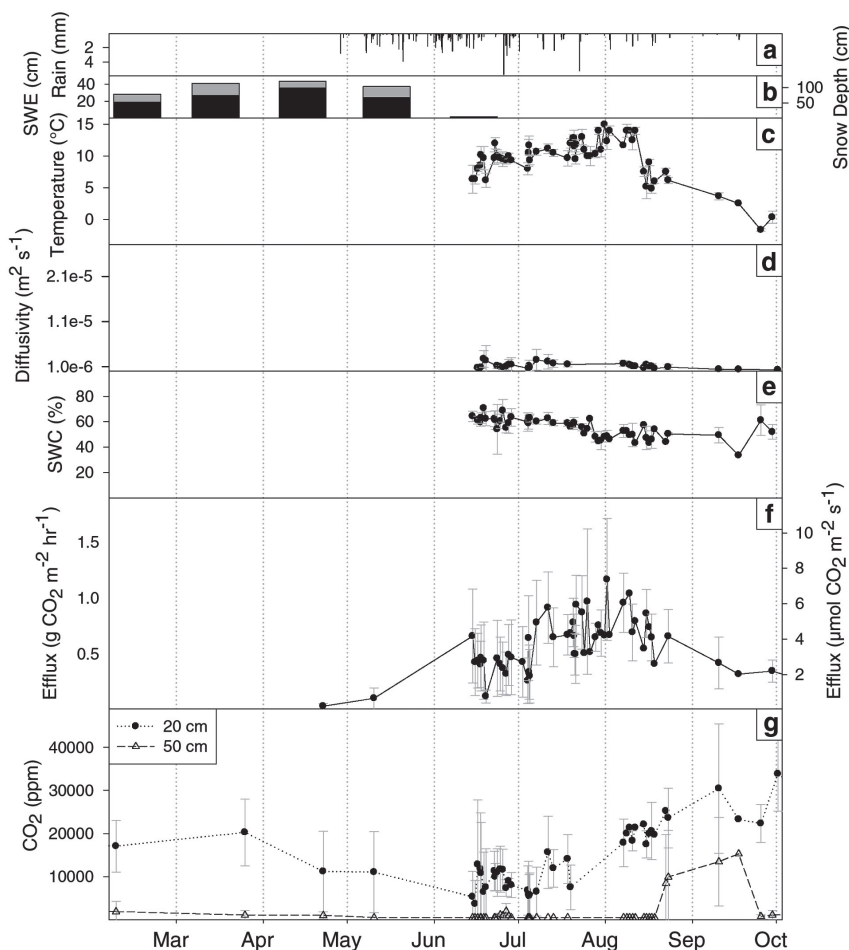 Rain (mm)
2
4
a
SWE (cm)
40
20
100
50
Snow Depth (cm)
b
Temperature (°C)
15
10
5
0
c
Diffusivity (m² s⁻¹)
2.1e-5
1.1e-5
1.0e-6
d
SWC (%)
80
60
40
20
e
Efflux (g CO₂ m⁻² hr⁻¹)
1.5
1.0
0.5
10
8
6
4
2
Efflux (µmol CO₂ m⁻² s⁻¹)
f
20 cm
50 cm
CO₂ (ppm)
40000
30000
20000
10000
g
Mar Apr May Jun Jul Aug Sep Oct